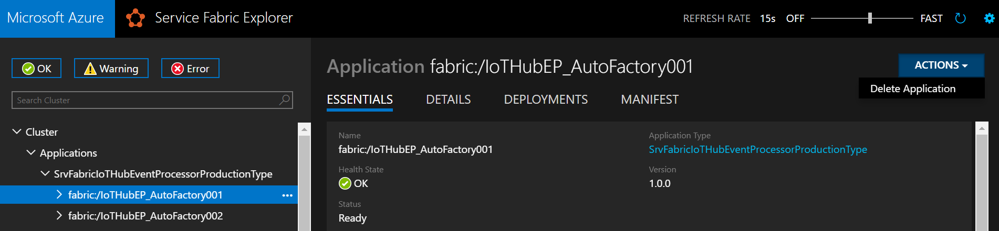 Microsoft Azure Service Fabric Explorer REFRESH RATE 15s OFF FAST
OK Warning Error
Search Cluster
Cluster
Applications
SrvFabricIoTHubEventProcessorProductionType
fabric:/IoTHubEP_AutoFactory001 •••
fabric:/IoTHubEP_AutoFactory002
Application fabric:/IoTHubEP_AutoFactory001
ACTIONS
Delete Application
ESSENTIALS DETAILS DEPLOYMENTS MANIFEST
Name
fabric:/IoTHubEP_AutoFactory001
Application Type
SrvFabricIoTHubEventProcessorProductionType
Health State
OK
Version
1.0.0
Status
Ready